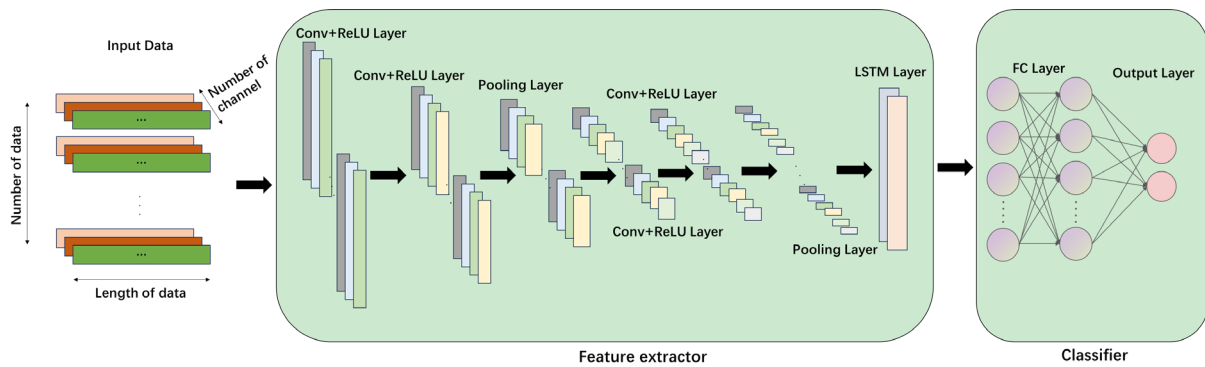 Input Data
Number of channel
Number of data
...
...
...
Length of data
Conv+ReLU Layer
Conv+ReLU Layer
Pooling Layer
Conv+ReLU Layer
Conv+ReLU Layer
Pooling Layer
LSTM Layer
Feature extractor
FC Layer
Output Layer
Classifier